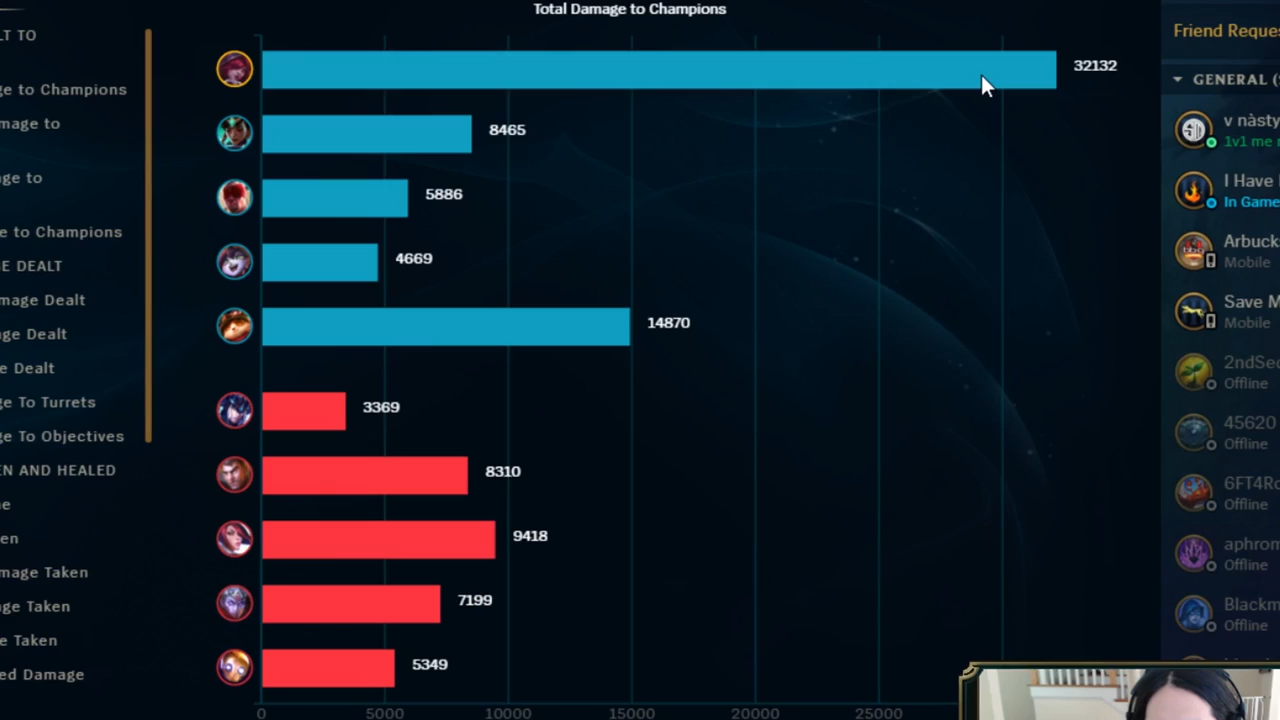 Total Damage to Champions
LT TO
ge to Champions
mage to
ge to
e to Champions
E DEALT
mage Dealt
ge Dealt
e Dealt
ge To Turrets
ge To Objectives
EN AND HEALED
ne
en
mage Taken
ge Taken
e Taken
ed Damage
32132
8465
5886
4669
14870
3369
8310
9418
7199
5349
0 5000 10000 15000 20000 25000
Friend Reque
GENERAL (
v nàsty
1v1 me
I Have
In Game
Arbuck
Mobile
Save M
Mobile
2ndSe
Offline
45620
Offline
6FT4R
Offline
aphrom
Offline
Blackm
Offline